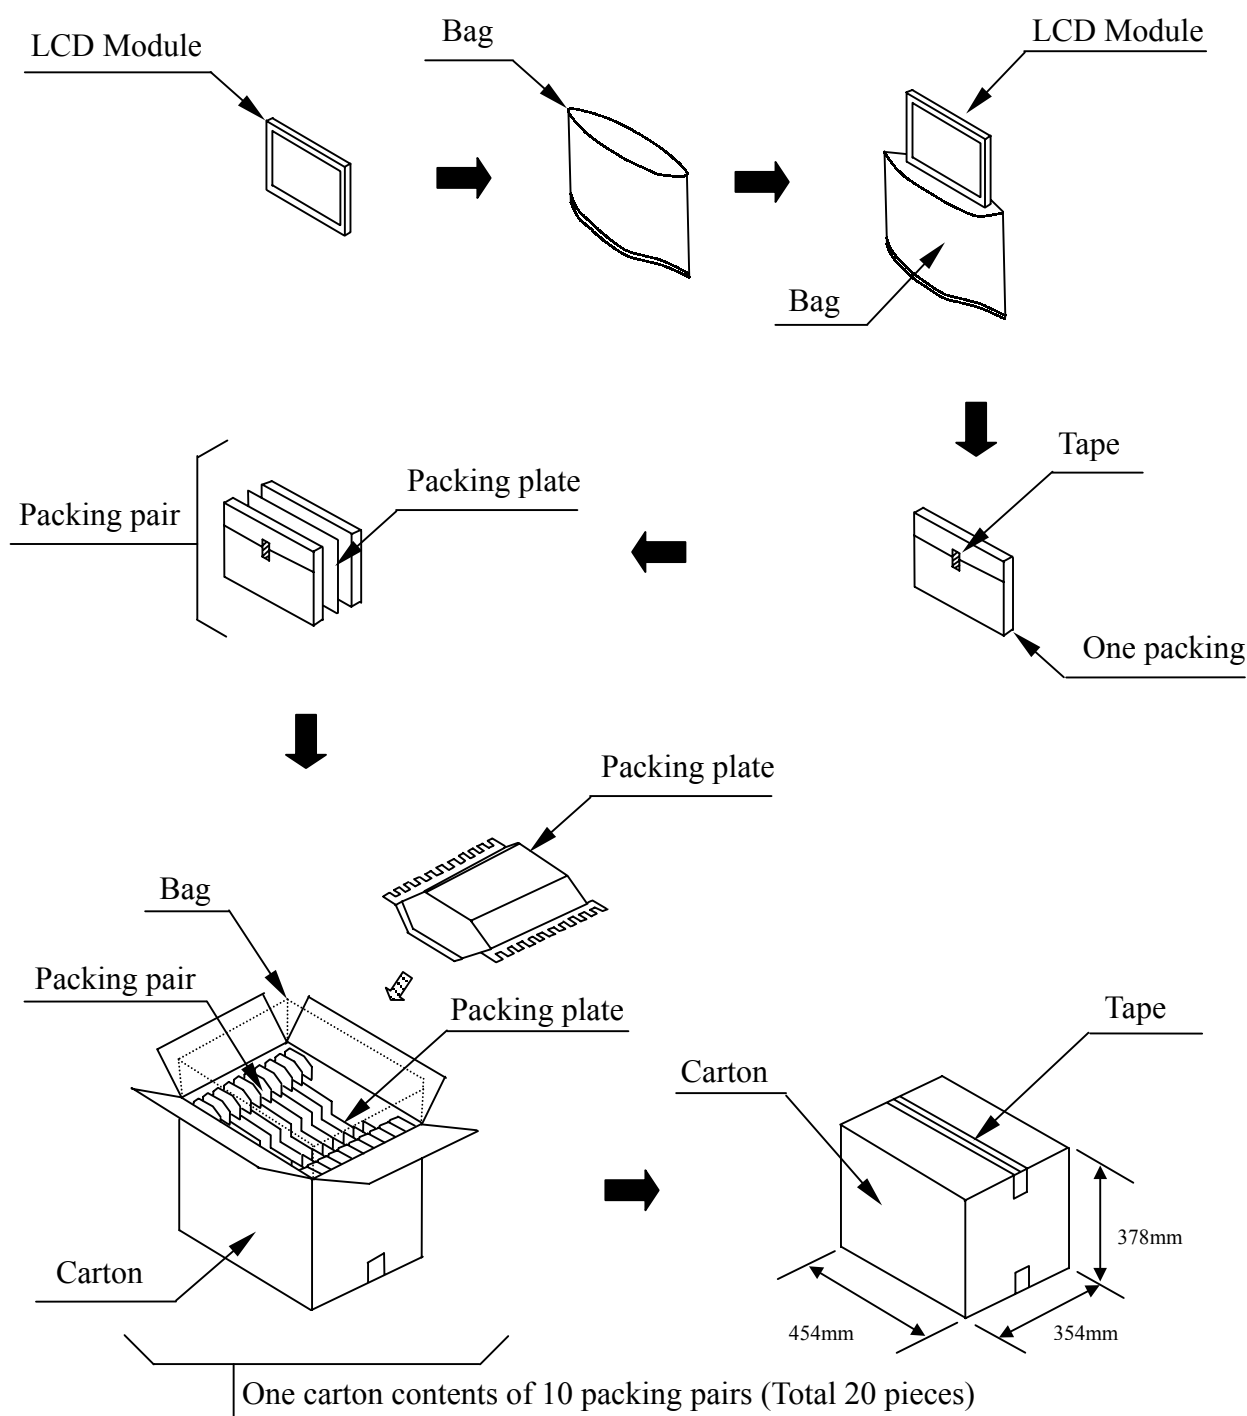 LCD Module
Bag
LCD Module
Bag
Tape
Packing plate
Packing pair
One packing
Packing plate
Bag
Packing pair
Packing plate
Tape
Carton
378mm
Carton
454mm
354mm
One carton contents of 10 packing pairs (Total 20 pieces)